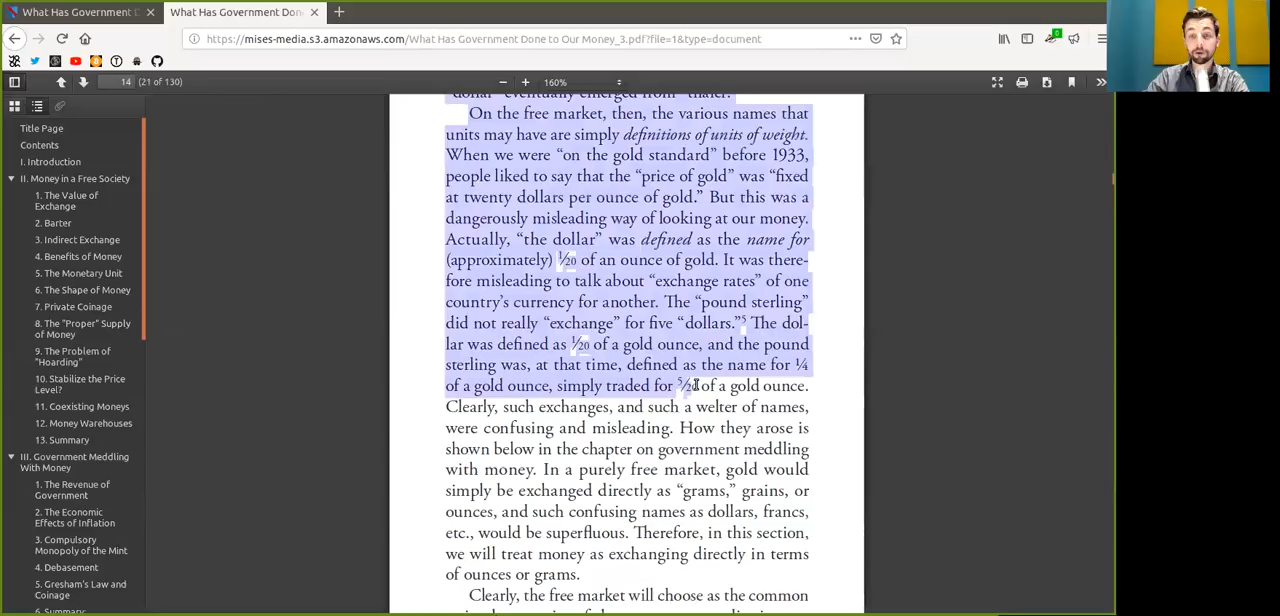 What Has Government D
What Has Government Don
https://mises-media.s3.amazonaws.com/What Has Government Done to Our Money_3.pdf?file=1&type=document
0
14 (21 of 130)
160%
Title Page
Contents
I. Introduction
II. Money in a Free Society
1. The Value of
Exchange
2. Barter
3. Indirect Exchange
4. Benefits of Money
5. The Monetary Unit
6. The Shape of Money
7. Private Coinage
8. The "Proper" Supply
of Money
9. The Problem of
"Hoarding"
10. Stabilize the Price
Level?
11. Coexisting Moneys
12. Money Warehouses
13. Summary
III. Government Meddling
With Money
1. The Revenue of
Government
2. The Economic
Effects of Inflation
3. Compulsory
Monopoly of the Mint
4. Debasement
5. Gresham's Law and
Coinage
6. Summary
"dollar" eventually emerged from "thaler."
On the free market, then, the various names that
units may have are simply definitions of units of weight.
When we were “on the gold standard” before 1933,
people liked to say that the “price of gold” was “fixed
at twenty dollars per ounce of gold.” But this was a
dangerously misleading way of looking at our money.
Actually, “the dollar” was defined as the name for
(approximately) 1⁄20 of an ounce of gold. It was there-
fore misleading to talk about “exchange rates” of one
country’s currency for another. The “pound sterling”
did not really “exchange” for five “dollars.”5 The dol-
lar was defined as 1⁄20 of a gold ounce, and the pound
sterling was, at that time, defined as the name for ¼
of a gold ounce, simply traded for 5⁄20 of a gold ounce.
Clearly, such exchanges, and such a welter of names,
were confusing and misleading. How they arose is
shown below in the chapter on government meddling
with money. In a purely free market, gold would
simply be exchanged directly as “grams,” grains, or
ounces, and such confusing names as dollars, francs,
etc., would be superfluous. Therefore, in this section,
we will treat money as exchanging directly in terms
of ounces or grams.
Clearly, the free market will choose as the common